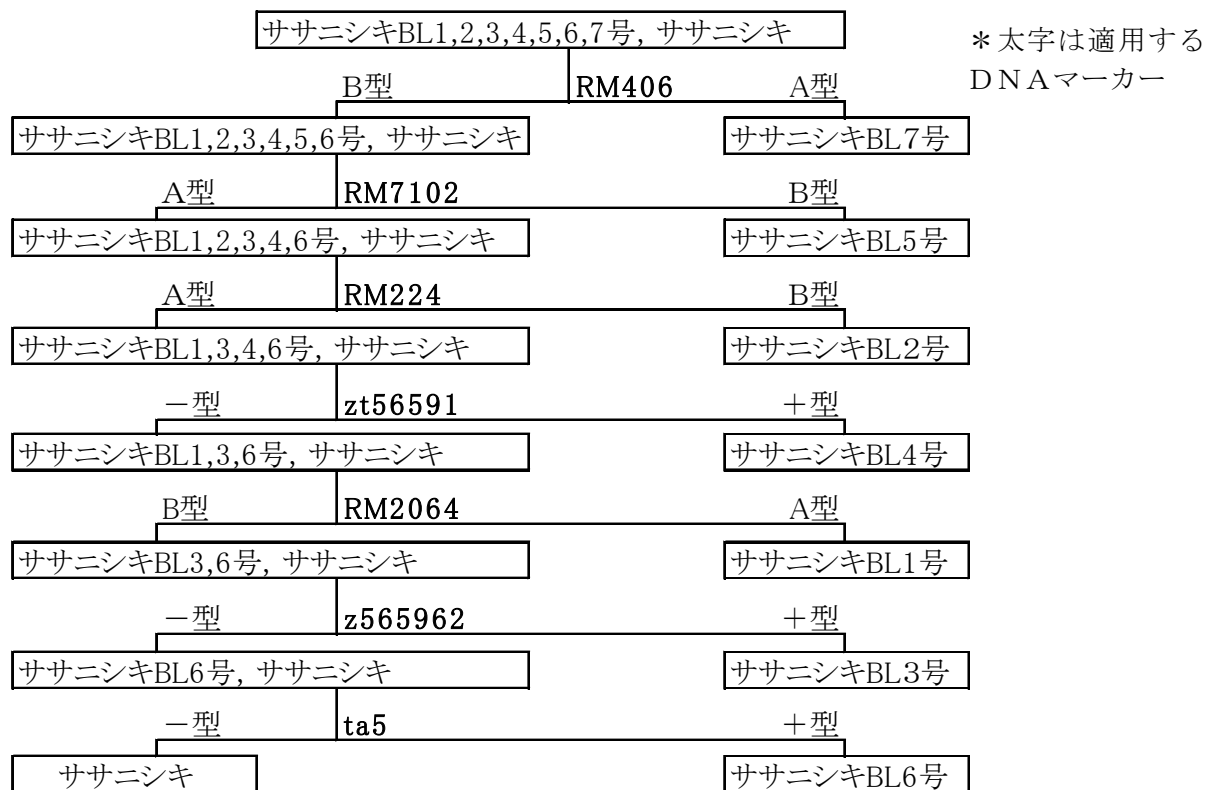 ササニシキBL1,2,3,4,5,6,7号, ササニシキ
＊太字は適用する
ＤＮＡマーカー
B型 RM406 A型
ササニシキBL1,2,3,4,5,6号, ササニシキ ササニシキBL７号
A型 RM7102 B型
ササニシキBL1,2,3,4,6号, ササニシキ ササニシキBL５号
A型 RM224 B型
ササニシキBL1,3,4,6号, ササニシキ ササニシキBL２号
－型 zt56591 ＋型
ササニシキBL1,3,6号, ササニシキ ササニシキBL４号
B型 RM2064 A型
ササニシキBL3,6号, ササニシキ ササニシキBL１号
－型 z565962 ＋型
ササニシキBL６号, ササニシキ ササニシキBL３号
－型 ta5 ＋型
ササニシキ ササニシキBL６号